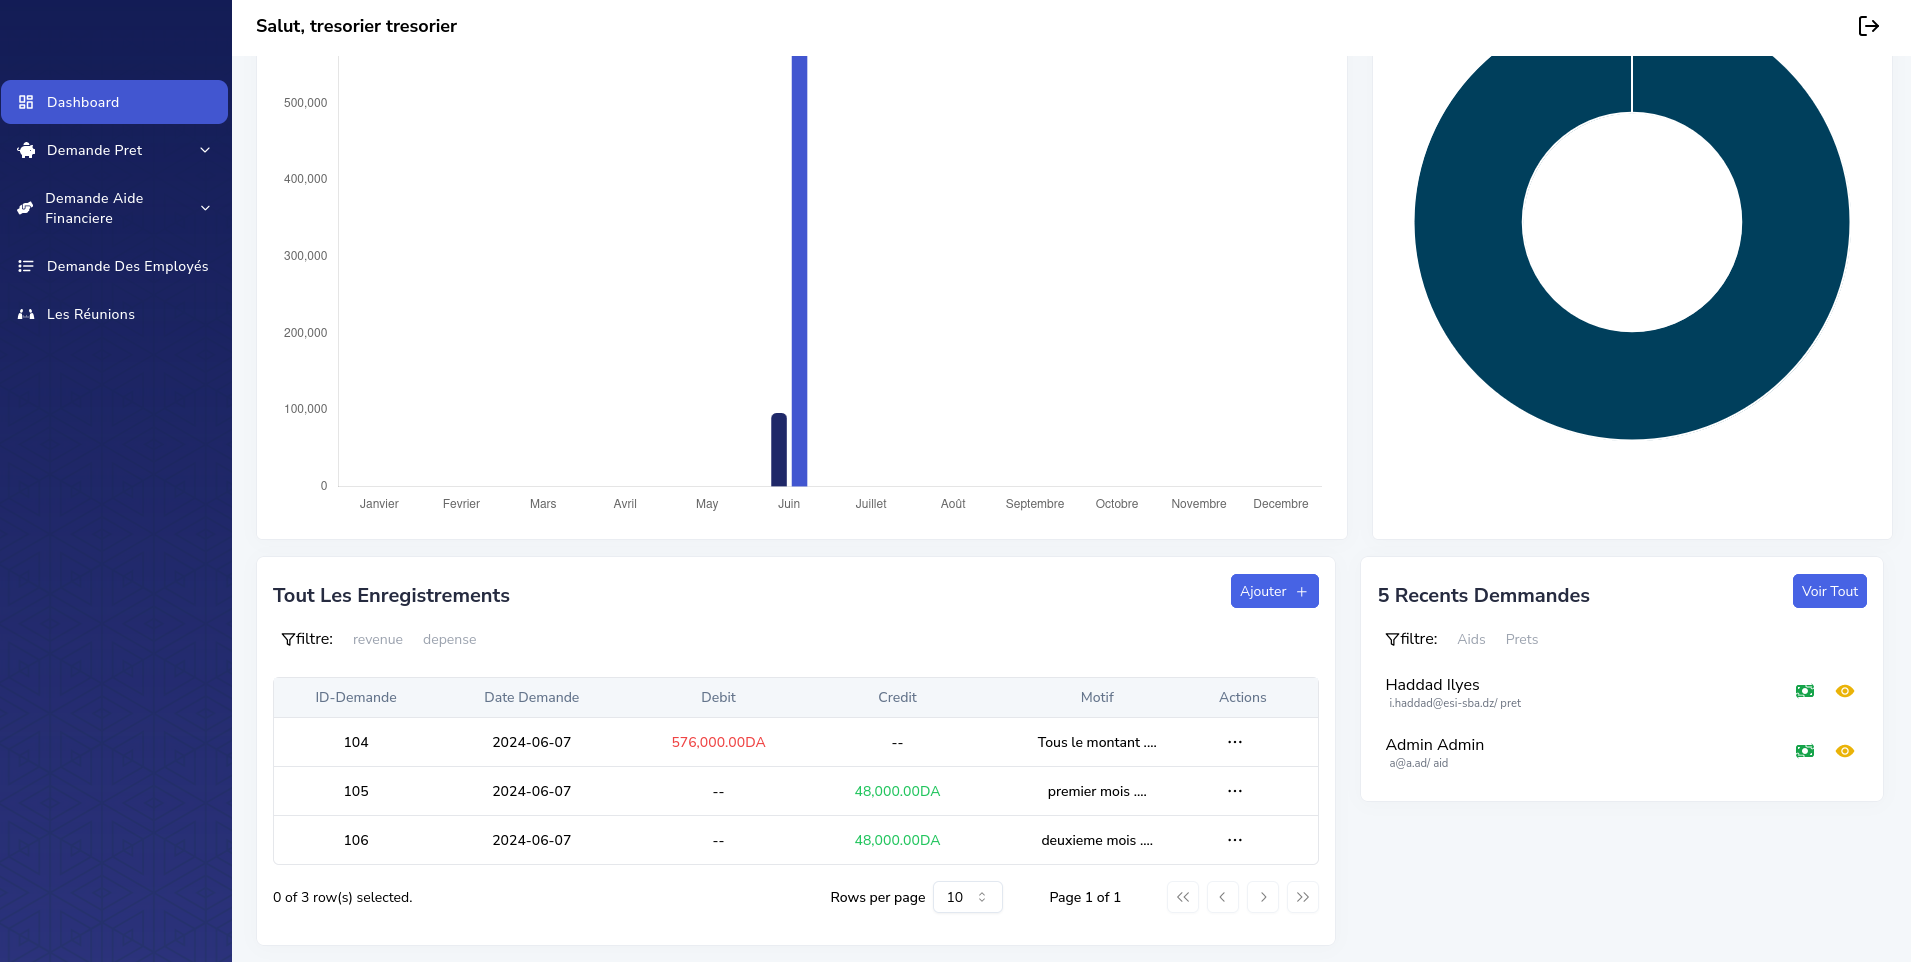 Salut, tresorier tresorier
Dashboard
Demande Pret
Demande Aide
Financiere
Demande Des Employés
Les Réunions
500,000
400,000
300,000
200,000
100,000
0
Janvier Fevrier Mars Avril May Juin Juillet Août Septembre Octobre Novembre Decembre
Tout Les Enregistrements
Ajouter +
filtre: revenue depense
ID-Demande Date Demande Debit Credit Motif Actions
104 2024-06-07 576,000.00DA -- Tous le montant .... ...
105 2024-06-07 -- 48,000.00DA premier mois .... ...
106 2024-06-07 -- 48,000.00DA deuxieme mois .... ...
0 of 3 row(s) selected.
Rows per page 10
Page 1 of 1
5 Recents Demmandes
Voir Tout
filtre: Aids Prets
Haddad Ilyes
i.haddad@esi-sba.dz/ pret
Admin Admin
a@a.ad/ aid